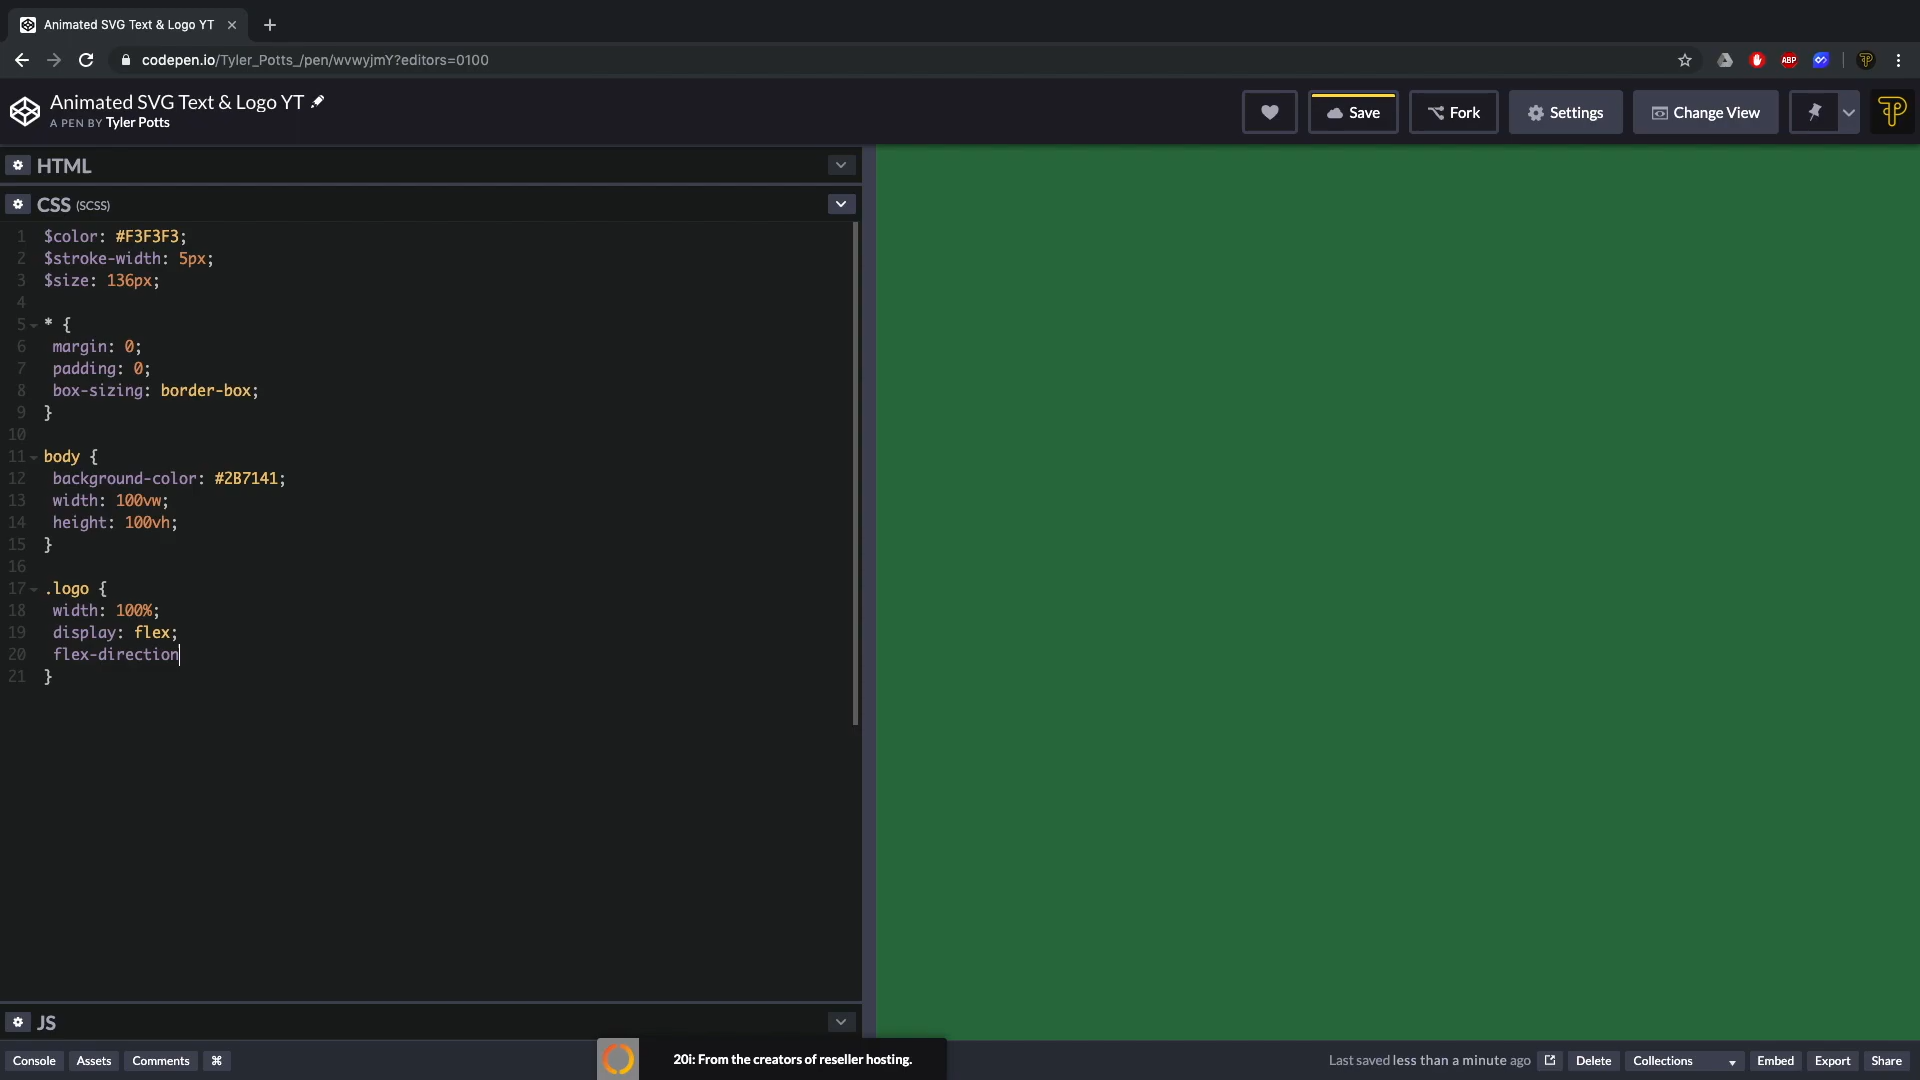 Animated SVG Text & Logo YT
codepen.io/Tyler_Potts_/pen/wvwyjmY?editors=0100
ABP
Animated SVG Text & Logo YT
A PEN BY Tyler Potts
Save
Fork
Settings
Change View
HTML
CSS (SCSS)
1 $color: #F3F3F3;
2 $stroke-width: 5px;
3 $size: 136px;
4
5 * {
6 margin: 0;
7 padding: 0;
8 box-sizing: border-box;
9 }
10
11 body {
12 background-color: #2B7141;
13 width: 100vw;
14 height: 100vh;
15 }
16
17 .logo {
18 width: 100%;
19 display: flex;
20 flex-direction
21 }
JS
Console Assets Comments ⌘
20i: From the creators of reseller hosting.
Last saved less than a minute ago
Delete
Collections
Embed
Export
Share